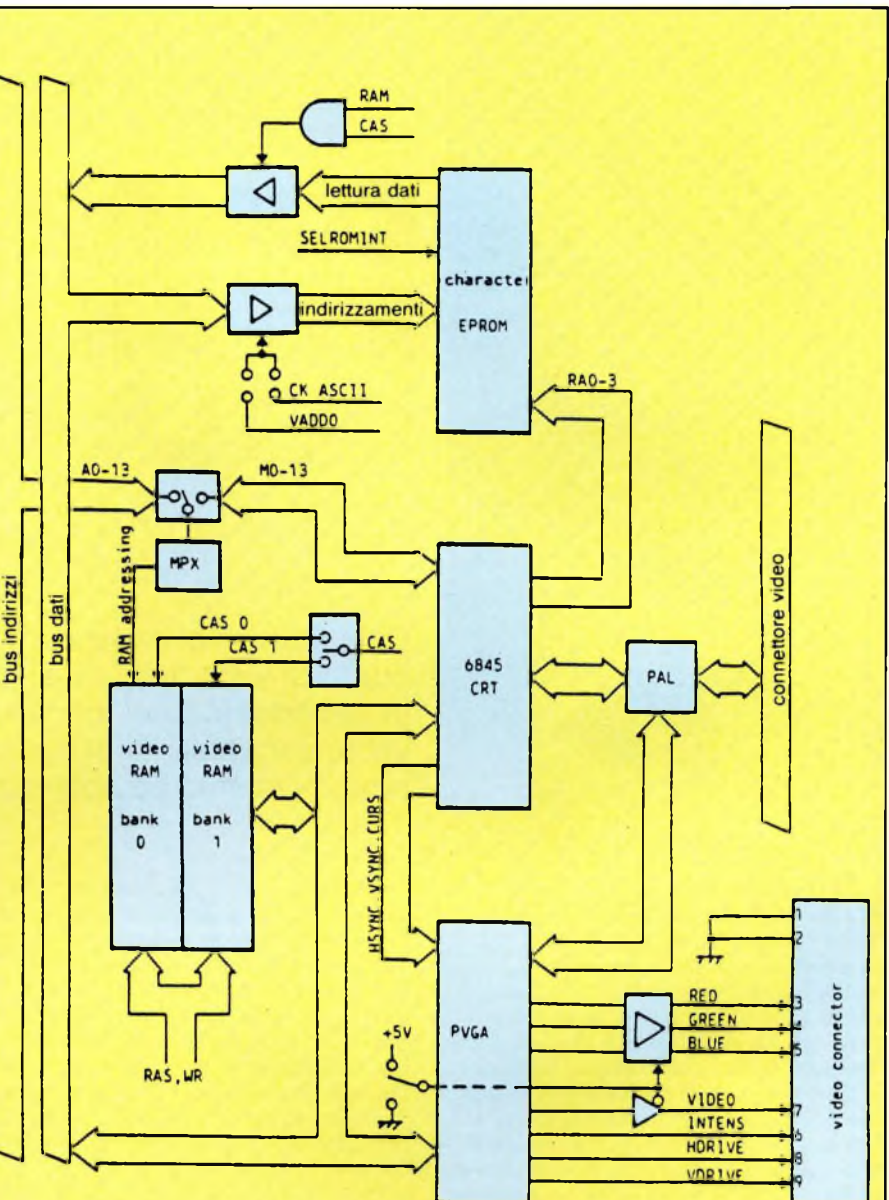 RAM
CAS
lettura dati
SELROMINT
character
EPROM
indirizzamenti
CK ASCII
VADD0
RA0-3
A0-13
M0-13
MPX
RAM addressing
bus indirizzi
bus dati
CAS 0
CAS 1
CAS
6845
CRT
PAL
connettore video
video
RAM
bank
0
video
RAM
bank
1
HSYNC VSYNC CURS
RAS,WR
+5V
PVGA
RED
GREEN
BLUE
VIDEO
INTENS
HDRIVE
VDRIVE
1
2
3
4
5
7
6
8
9
video connector